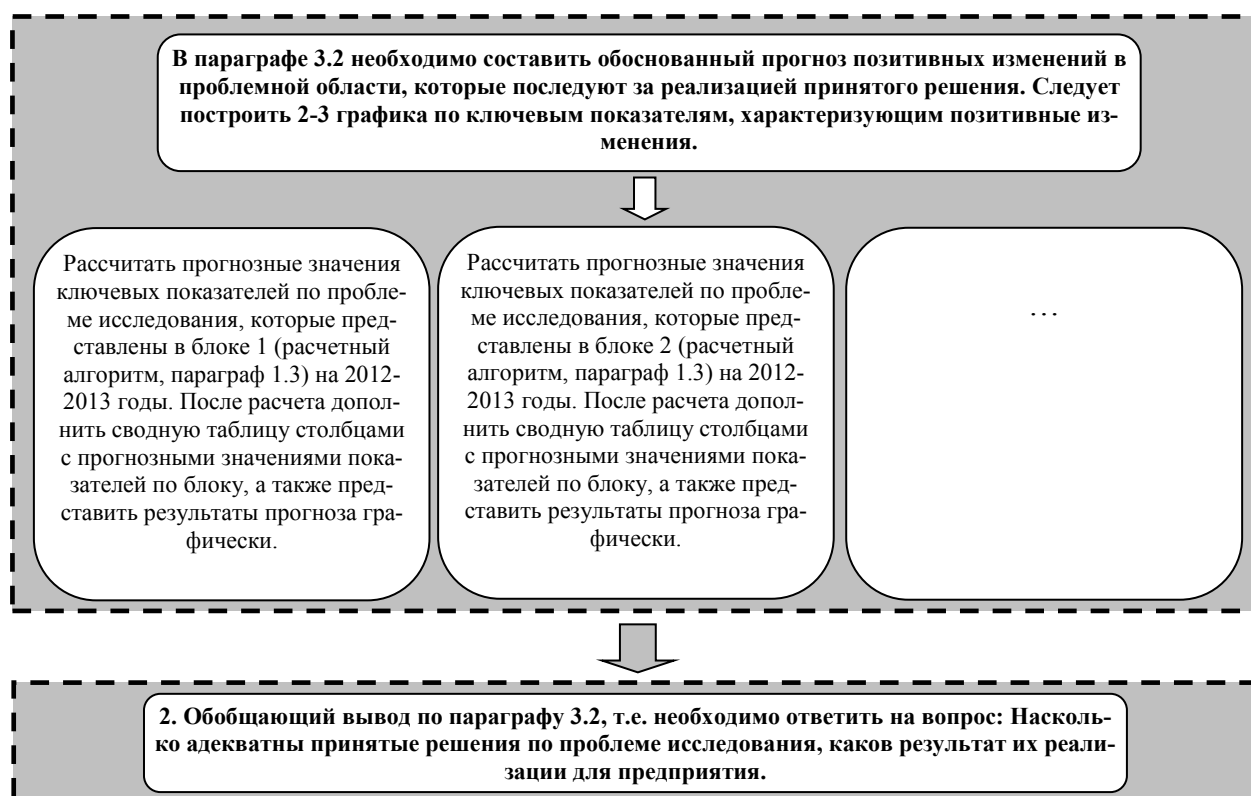 В параграфе 3.2 необходимо составить обоснованный прогноз позитивных изменений в
проблемной области, которые последуют за реализацией принятого решения. Следует
построить 2-3 графика по ключевым показателям, характеризующим позитивные из-
менения.
Рассчитать прогнозные значения
ключевых показателей по пробле-
ме исследования, которые пред-
ставлены в блоке 1 (расчетный
алгоритм, параграф 1.3) на 2012-
2013 годы. После расчета допол-
нить сводную таблицу столбцами
с прогнозными значениями пока-
зателей по блоку, а также пред-
ставить результаты прогноза гра-
фически.
Рассчитать прогнозные значения
ключевых показателей по пробле-
ме исследования, которые пред-
ставлены в блоке 2 (расчетный
алгоритм, параграф 1.3) на 2012-
2013 годы. После расчета допол-
нить сводную таблицу столбцами
с прогнозными значениями пока-
зателей по блоку, а также пред-
ставить результаты прогноза гра-
фически.
…
2. Обобщающий вывод по параграфу 3.2, т.е. необходимо ответить на вопрос: Насколь-
ко адекватны принятые решения по проблеме исследования, каков результат их реали-
зации для предприятия.